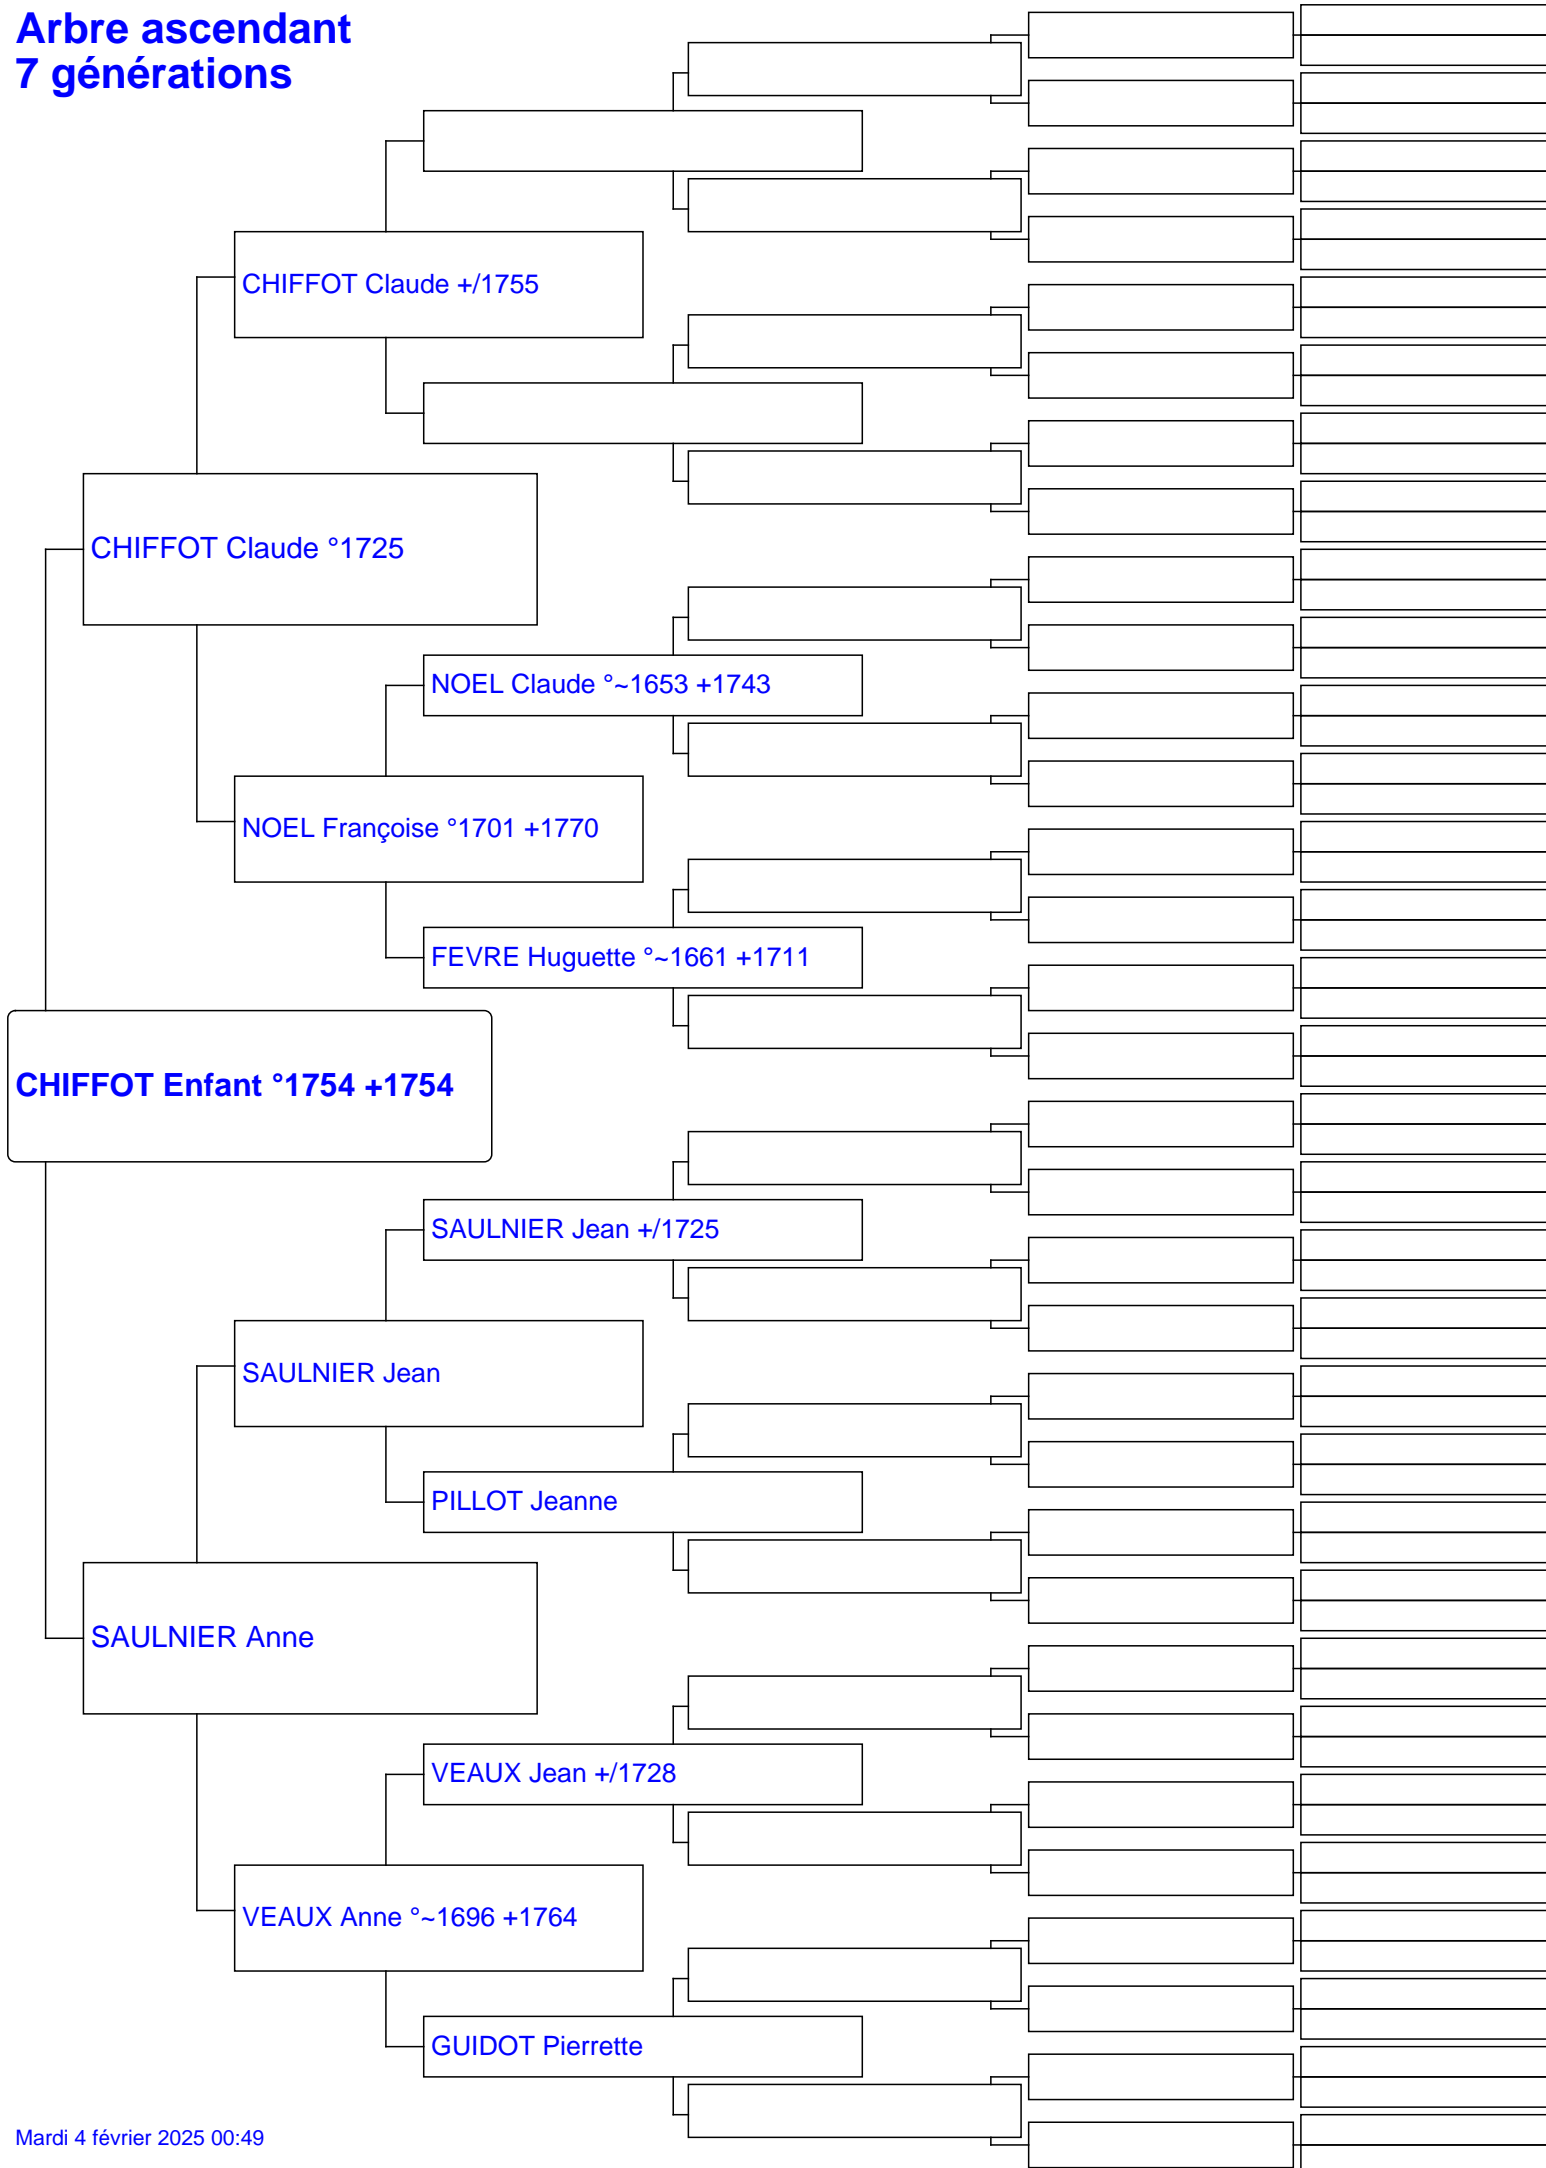 Arbre ascendant
7 générations
CHIFFOT Claude +/1755
CHIFFOT Claude °1725
NOEL Claude °~1653 +1743
NOEL Françoise °1701 +1770
FEVRE Huguette °~1661 +1711
CHIFFOT Enfant °1754 +1754
SAULNIER Jean +/1725
SAULNIER Jean
PILLOT Jeanne
SAULNIER Anne
VEAUX Jean +/1728
VEAUX Anne °~1696 +1764
GUIDOT Pierrette
Mardi 4 février 2025 00:49